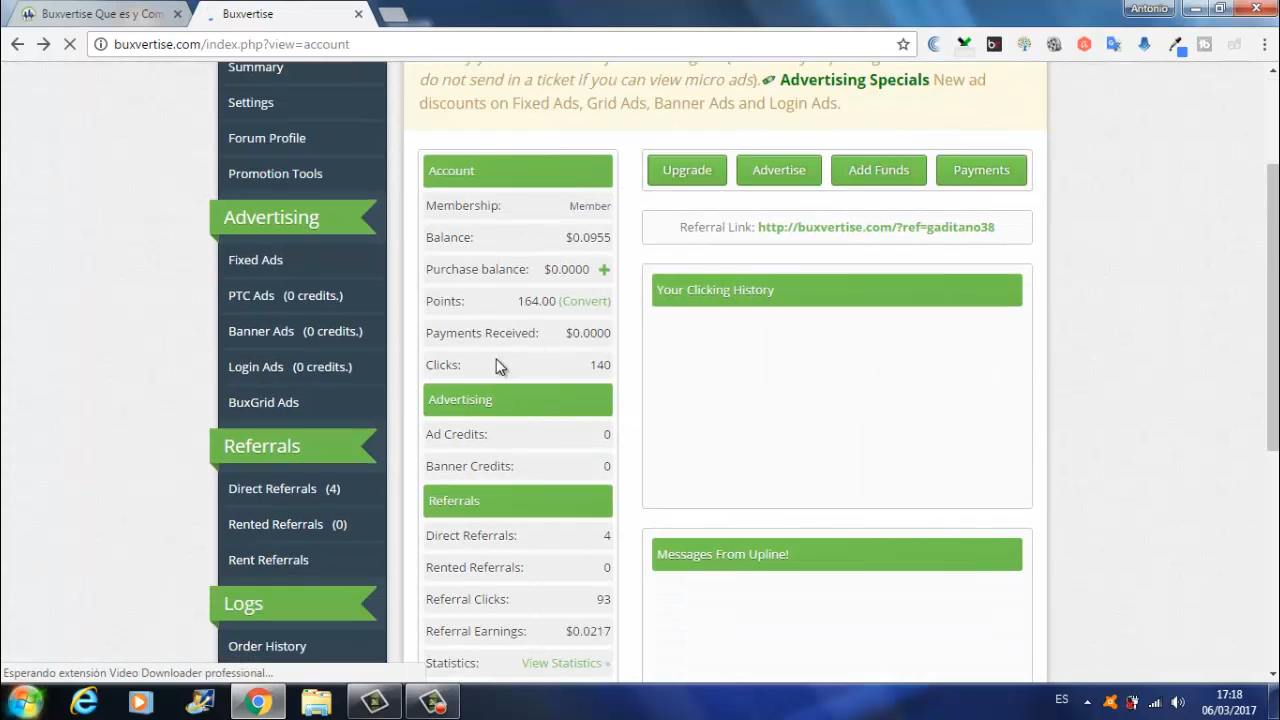 Buxvertise Que es y Com
Buxvertise
Antonio
buxvertise.com/index.php?view=account
do not send in a ticket if you can view micro ads). Advertising Specials New ad
discounts on Fixed Ads, Grid Ads, Banner Ads and Login Ads.
Summary
Settings
Forum Profile
Promotion Tools
Advertising
Fixed Ads
PTC Ads (0 credits.)
Banner Ads (0 credits.)
Login Ads (0 credits.)
BuxGrid Ads
Referrals
Direct Referrals (4)
Rented Referrals (0)
Rent Referrals
Logs
Order History
Account
Membership: Member
Balance: $0.0955
Purchase balance: $0.0000
Points: 164.00 (Convert)
Payments Received: $0.0000
Clicks: 140
Advertising
Ad Credits: 0
Banner Credits: 0
Referrals
Direct Referrals: 4
Rented Referrals: 0
Referral Clicks: 93
Referral Earnings: $0.0217
Statistics: View Statistics »
Upgrade
Advertise
Add Funds
Payments
Referral Link: http://buxvertise.com/?ref=gaditano38
Your Clicking History
Messages From Upline!
Esperando extensión Video Downloader professional...
ES
17:18
06/03/2017